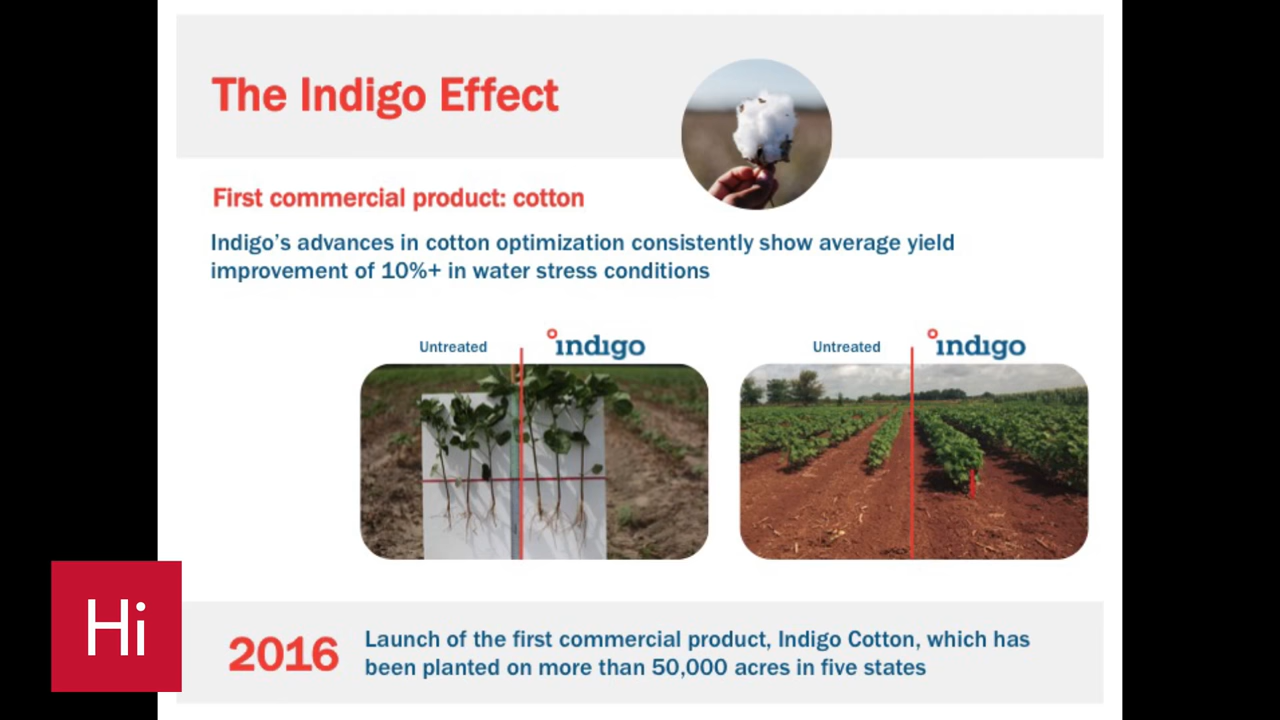 The Indigo Effect
First commercial product: cotton
Indigo's advances in cotton optimization consistently show average yield
improvement of 10%+ in water stress conditions
Untreated
indigo
Untreated
indigo
Hi
2016
Launch of the first commercial product, Indigo Cotton, which has
been planted on more than 50,000 acres in five states